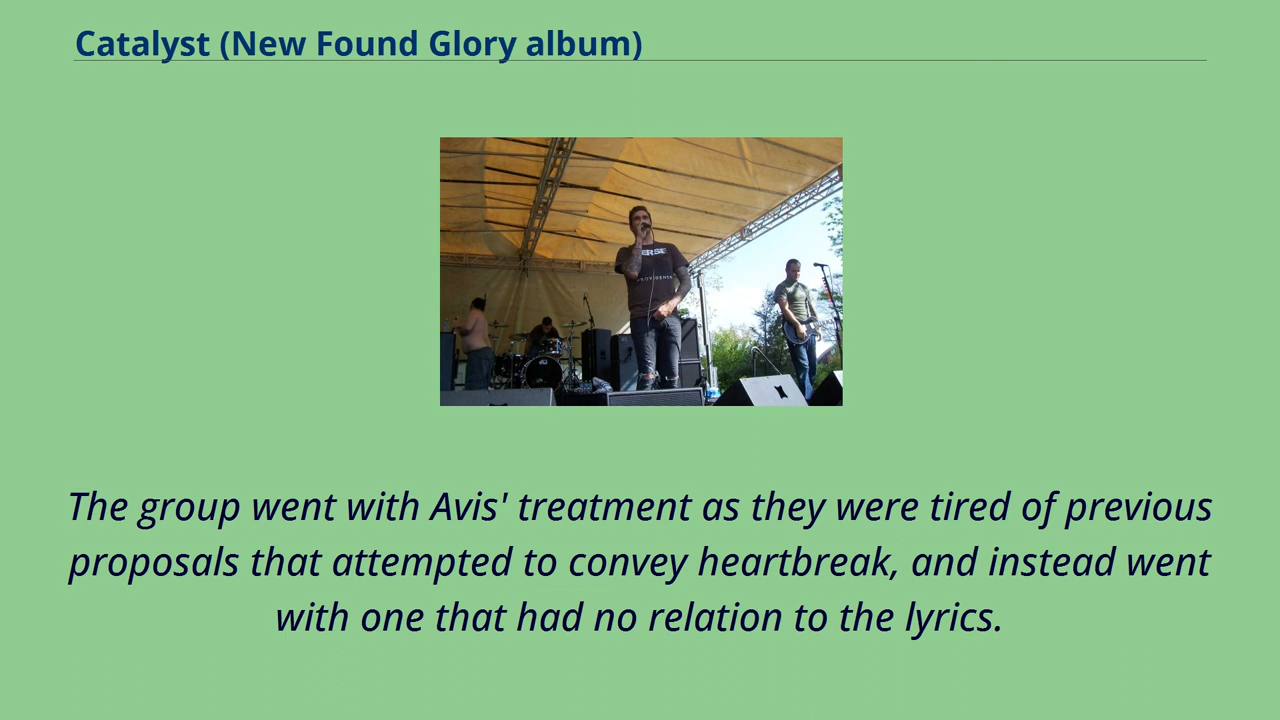 Catalyst (New Found Glory album)
The group went with Avis' treatment as they were tired of previous
proposals that attempted to convey heartbreak, and instead went
with one that had no relation to the lyrics.